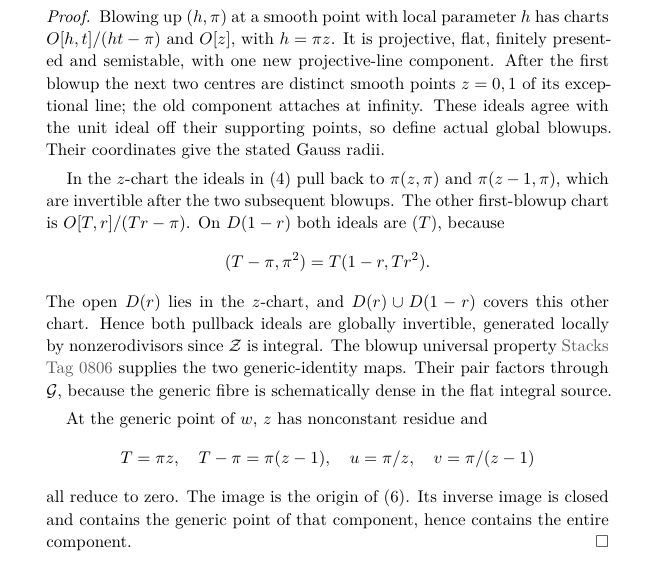 Proof. Blowing up (h, π) at a smooth point with local parameter h has charts
O[h, t]/(ht − π) and O[z], with h = πz. It is projective, flat, finitely present-
ed and semistable, with one new projective-line component. After the first
blowup the next two centres are distinct smooth points z = 0, 1 of its excep-
tional line; the old component attaches at infinity. These ideals agree with
the unit ideal off their supporting points, so define actual global blowups.
Their coordinates give the stated Gauss radii.
In the z-chart the ideals in (4) pull back to π(z, π) and π(z − 1, π), which
are invertible after the two subsequent blowups. The other first-blowup chart
is O[T, r]/(Tr − π). On D(1 − r) both ideals are (T), because
(T − π, π²) = T(1 − r, Tr²).
The open D(r) lies in the z-chart, and D(r) ∪ D(1 − r) covers this other
chart. Hence both pullback ideals are globally invertible, generated locally
by nonzerodivisors since 𝒵 is integral. The blowup universal property Stacks
Tag 0806 supplies the two generic-identity maps. Their pair factors through
𝒢, because the generic fibre is schematically dense in the flat integral source.
At the generic point of w, z has nonconstant residue and
T = πz, T − π = π(z − 1), u = π/z, v = π/(z − 1)
all reduce to zero. The image is the origin of (6). Its inverse image is closed
and contains the generic point of that component, hence contains the entire
component. □